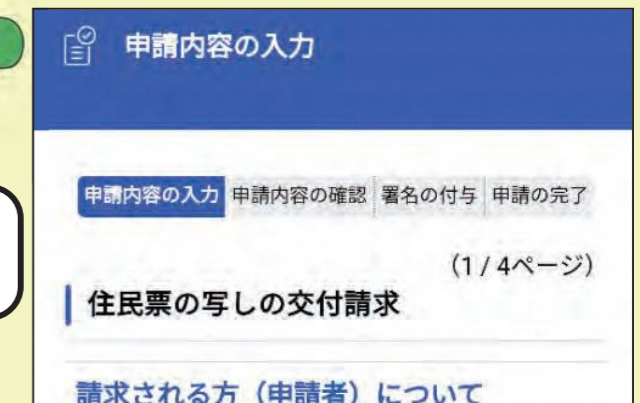 申請内容の入力
申請内容の入力 申請内容の確認 署名の付与 申請の完了
（1 / 4ページ）
住民票の写しの交付請求
請求される方（申請者）について